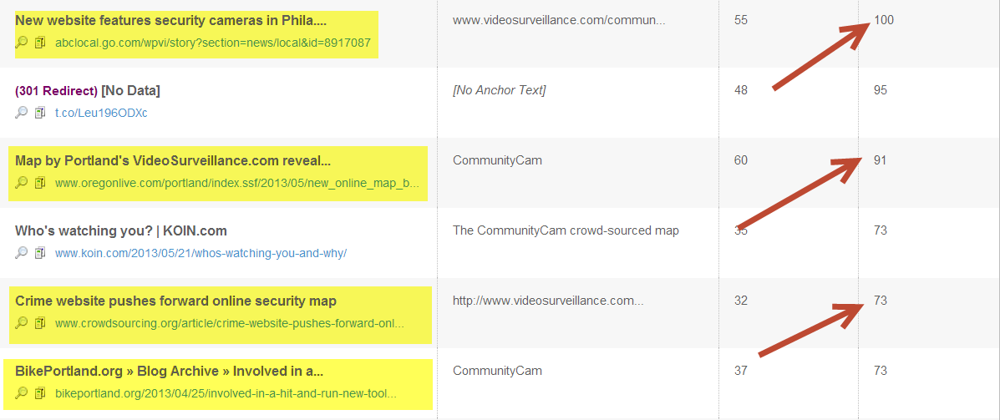 New website features security cameras in Phila....
www.videosurveillance.com/commun...
55
100
abclocal.go.com/wpvi/story?section=news/local&id=8917087
(301 Redirect) [No Data]
[No Anchor Text]
48
95
t.co/Leu196ODXc
Map by Portland's VideoSurveillance.com reveal...
CommunityCam
60
91
www.oregonlive.com/portland/index.ssf/2013/05/new_online_map_b...
Who's watching you? | KOIN.com
The CommunityCam crowd-sourced map
35
73
www.koin.com/2013/05/21/whos-watching-you-and-why/
Crime website pushes forward online security map
http://www.videosurveillance.com...
32
73
www.crowdsourcing.org/article/crime-website-pushes-forward-onl...
BikePortland.org » Blog Archive » Involved in a...
CommunityCam
37
73
bikeportland.org/2013/04/25/involved-in-a-hit-and-run-new-tool...